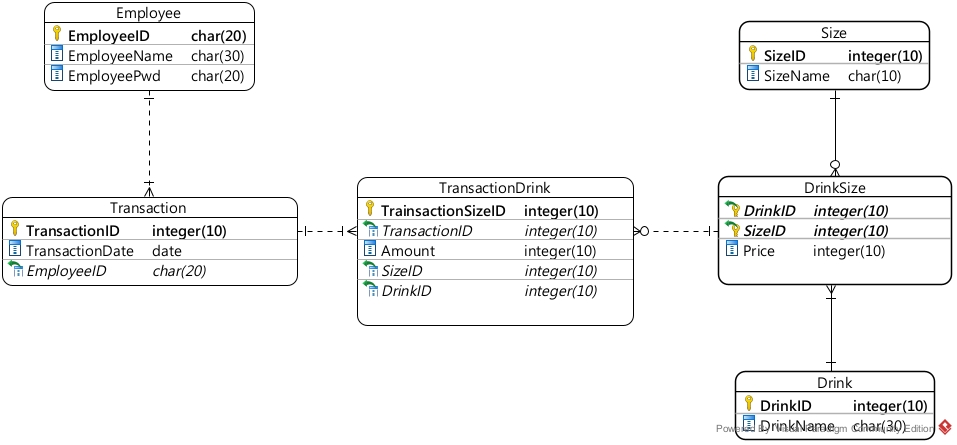 Employee
EmployeeID char(20)
EmployeeName char(30)
EmployeePwd char(20)
Size
SizeID integer(10)
SizeName char(10)
Transaction
TransactionID integer(10)
TransactionDate date
EmployeeID char(20)
TransactionDrink
TrainsactionSizeID integer(10)
TransactionID integer(10)
Amount integer(10)
SizeID integer(10)
DrinkID integer(10)
DrinkSize
DrinkID integer(10)
SizeID integer(10)
Price integer(10)
Drink
DrinkID integer(10)
DrinkName char(30)
Powered By Visual Paradigm Community Edition